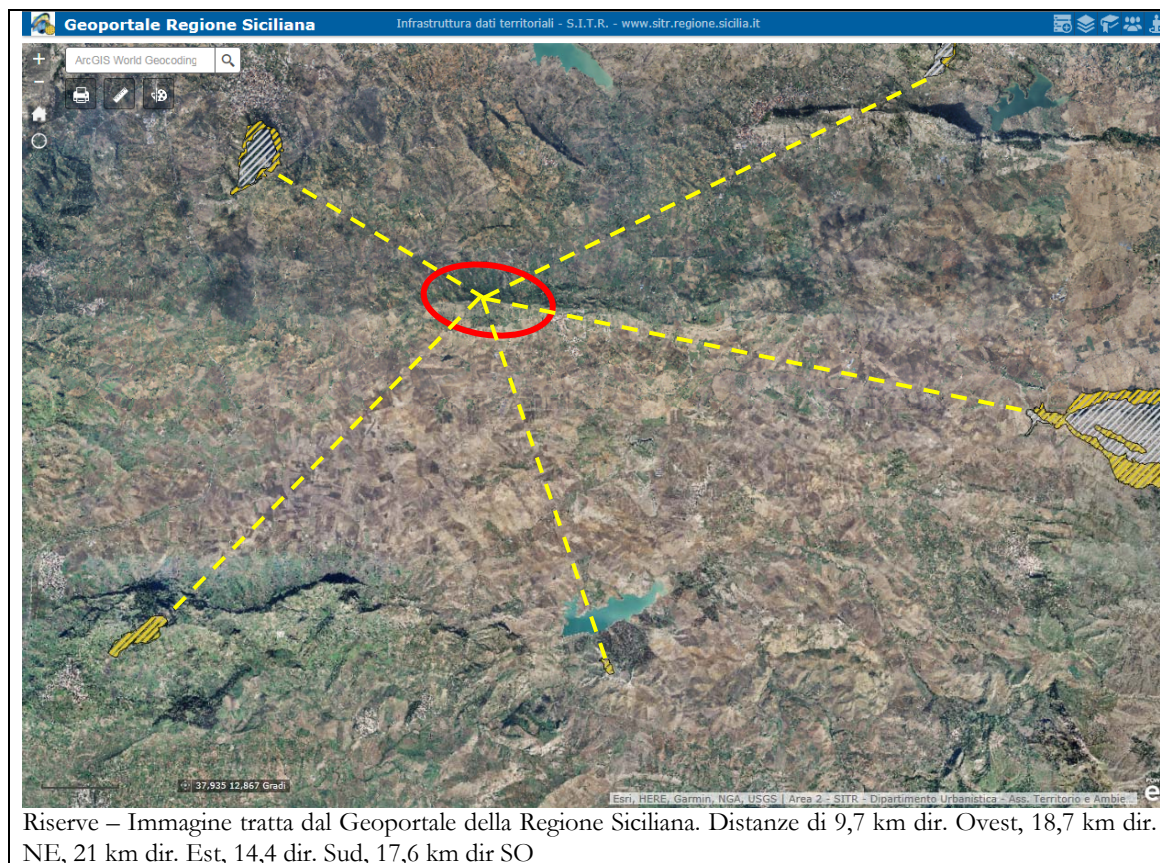 Geoportale Regione Siciliana
Infrastruttura dati territoriali - S.I.T.R. - www.sitr.regione.sicilia.it
ArcGIS World Geocoding
37,935 12,867 Gradi
Esri, HERE, Garmin, NGA, USGS | Area 2 - SITR - Dipartimento Urbanistica - Ass. Territorio e Ambie...
Riserve – Immagine tratta dal Geoportale della Regione Siciliana. Distanze di 9,7 km dir. Ovest, 18,7 km dir.
NE, 21 km dir. Est, 14,4 dir. Sud, 17,6 km dir SO